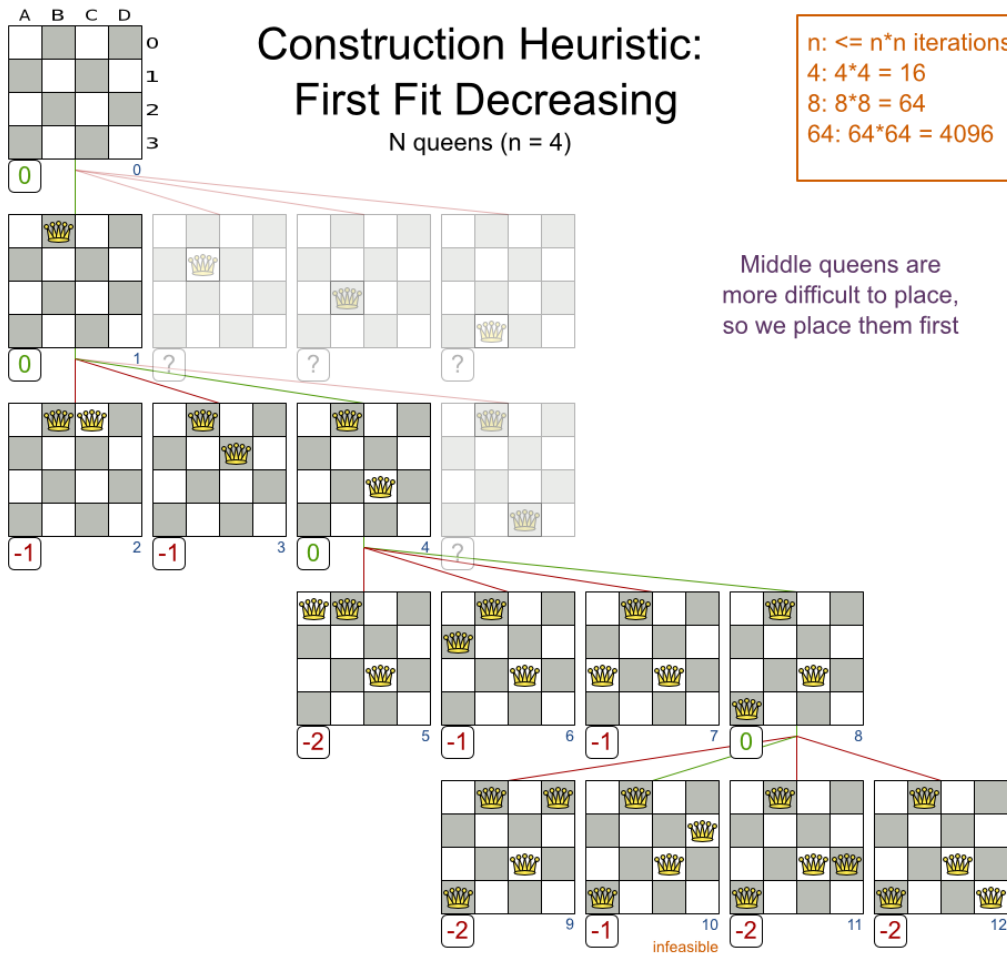 A B C D
Construction Heuristic:
First Fit Decreasing
N queens (n = 4)
n: <= n*n iterations
4: 4*4 = 16
8: 8*8 = 64
64: 64*64 = 4096
0
1
2
3
0 0
Middle queens are
more difficult to place,
so we place them first
0 1 ? ? ?
-1 2 -1 3 0 4 ?
-2 5 -1 6 -1 7 0 8
-2 9 -1 10 -2 11 -2 12
infeasible